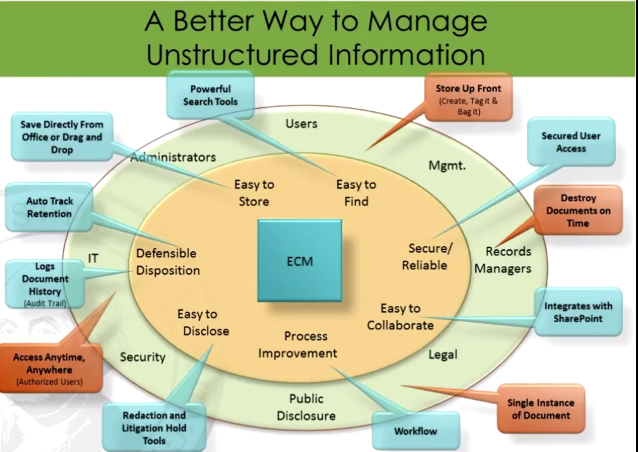 A Better Way to Manage
Unstructured Information
Powerful
Search Tools
Store Up Front
(Create, Tag it &
Bag it)
Save Directly From
Office or Drag and
Drop
Users
Secured User
Access
Administrators
Mgmt.
Easy to
Store
Easy to
Find
Auto Track
Retention
Destroy
Documents on
Time
IT
Defensible
Disposition
ECM
Secure/
Reliable
Records
Managers
Logs
Document
History
(Audit Trail)
Easy to
Disclose
Easy to
Collaborate
Integrates with
SharePoint
Process
Improvement
Access Anytime,
Anywhere
(Authorized Users)
Security
Legal
Public
Disclosure
Redaction and
Litigation Hold
Tools
Workflow
Single Instance
of Document